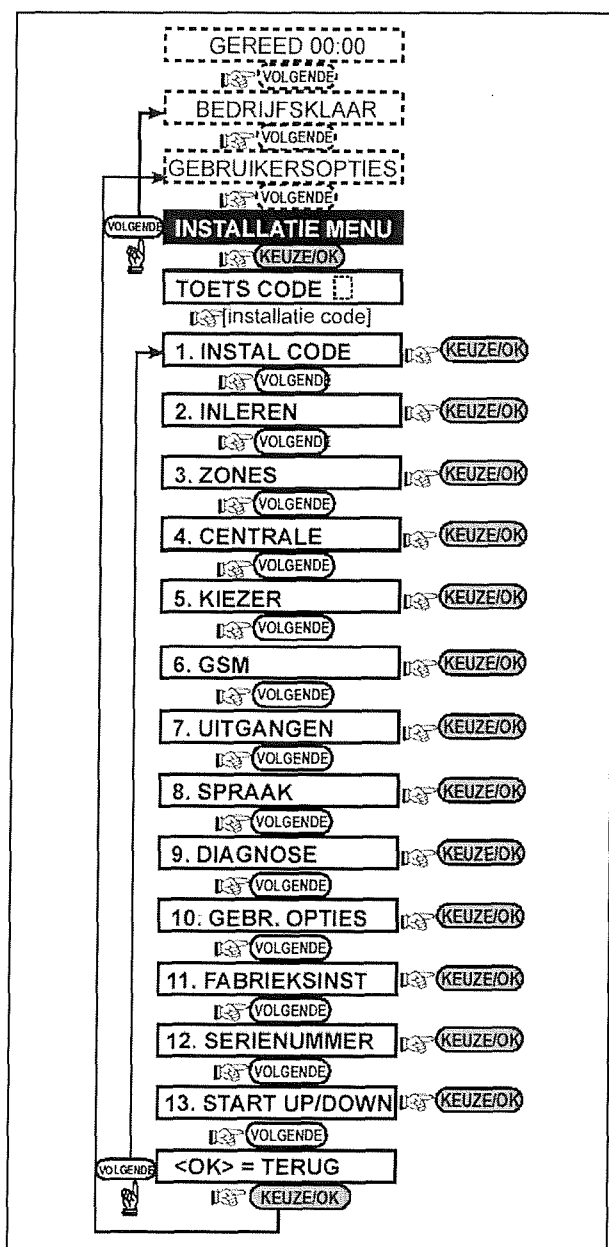 GEREED 00:00
VOLGENDE
BEDRIJFSKLAAR
VOLGENDE
GEBRUIKERSOPTIES
VOLGENDE
VOLGENDE INSTALLATIE MENU
KEUZE/OK
TOETS CODE
[installatie code]
1. INSTAL CODE KEUZE/OK
VOLGENDE
2. INLEREN KEUZE/OK
VOLGENDE
3. ZONES KEUZE/OK
VOLGENDE
4. CENTRALE KEUZE/OK
VOLGENDE
5. KIEZER KEUZE/OK
VOLGENDE
6. GSM KEUZE/OK
VOLGENDE
7. UITGANGEN KEUZE/OK
VOLGENDE
8. SPRAAK KEUZE/OK
VOLGENDE
9. DIAGNOSE KEUZE/OK
VOLGENDE
10. GEBR. OPTIES KEUZE/OK
VOLGENDE
11. FABRIEKSINST KEUZE/OK
VOLGENDE
12. SERIENUMMER KEUZE/OK
VOLGENDE
13. START UP/DOWN KEUZE/OK
VOLGENDE
VOLGENDE <OK> = TERUG
KEUZE/OK